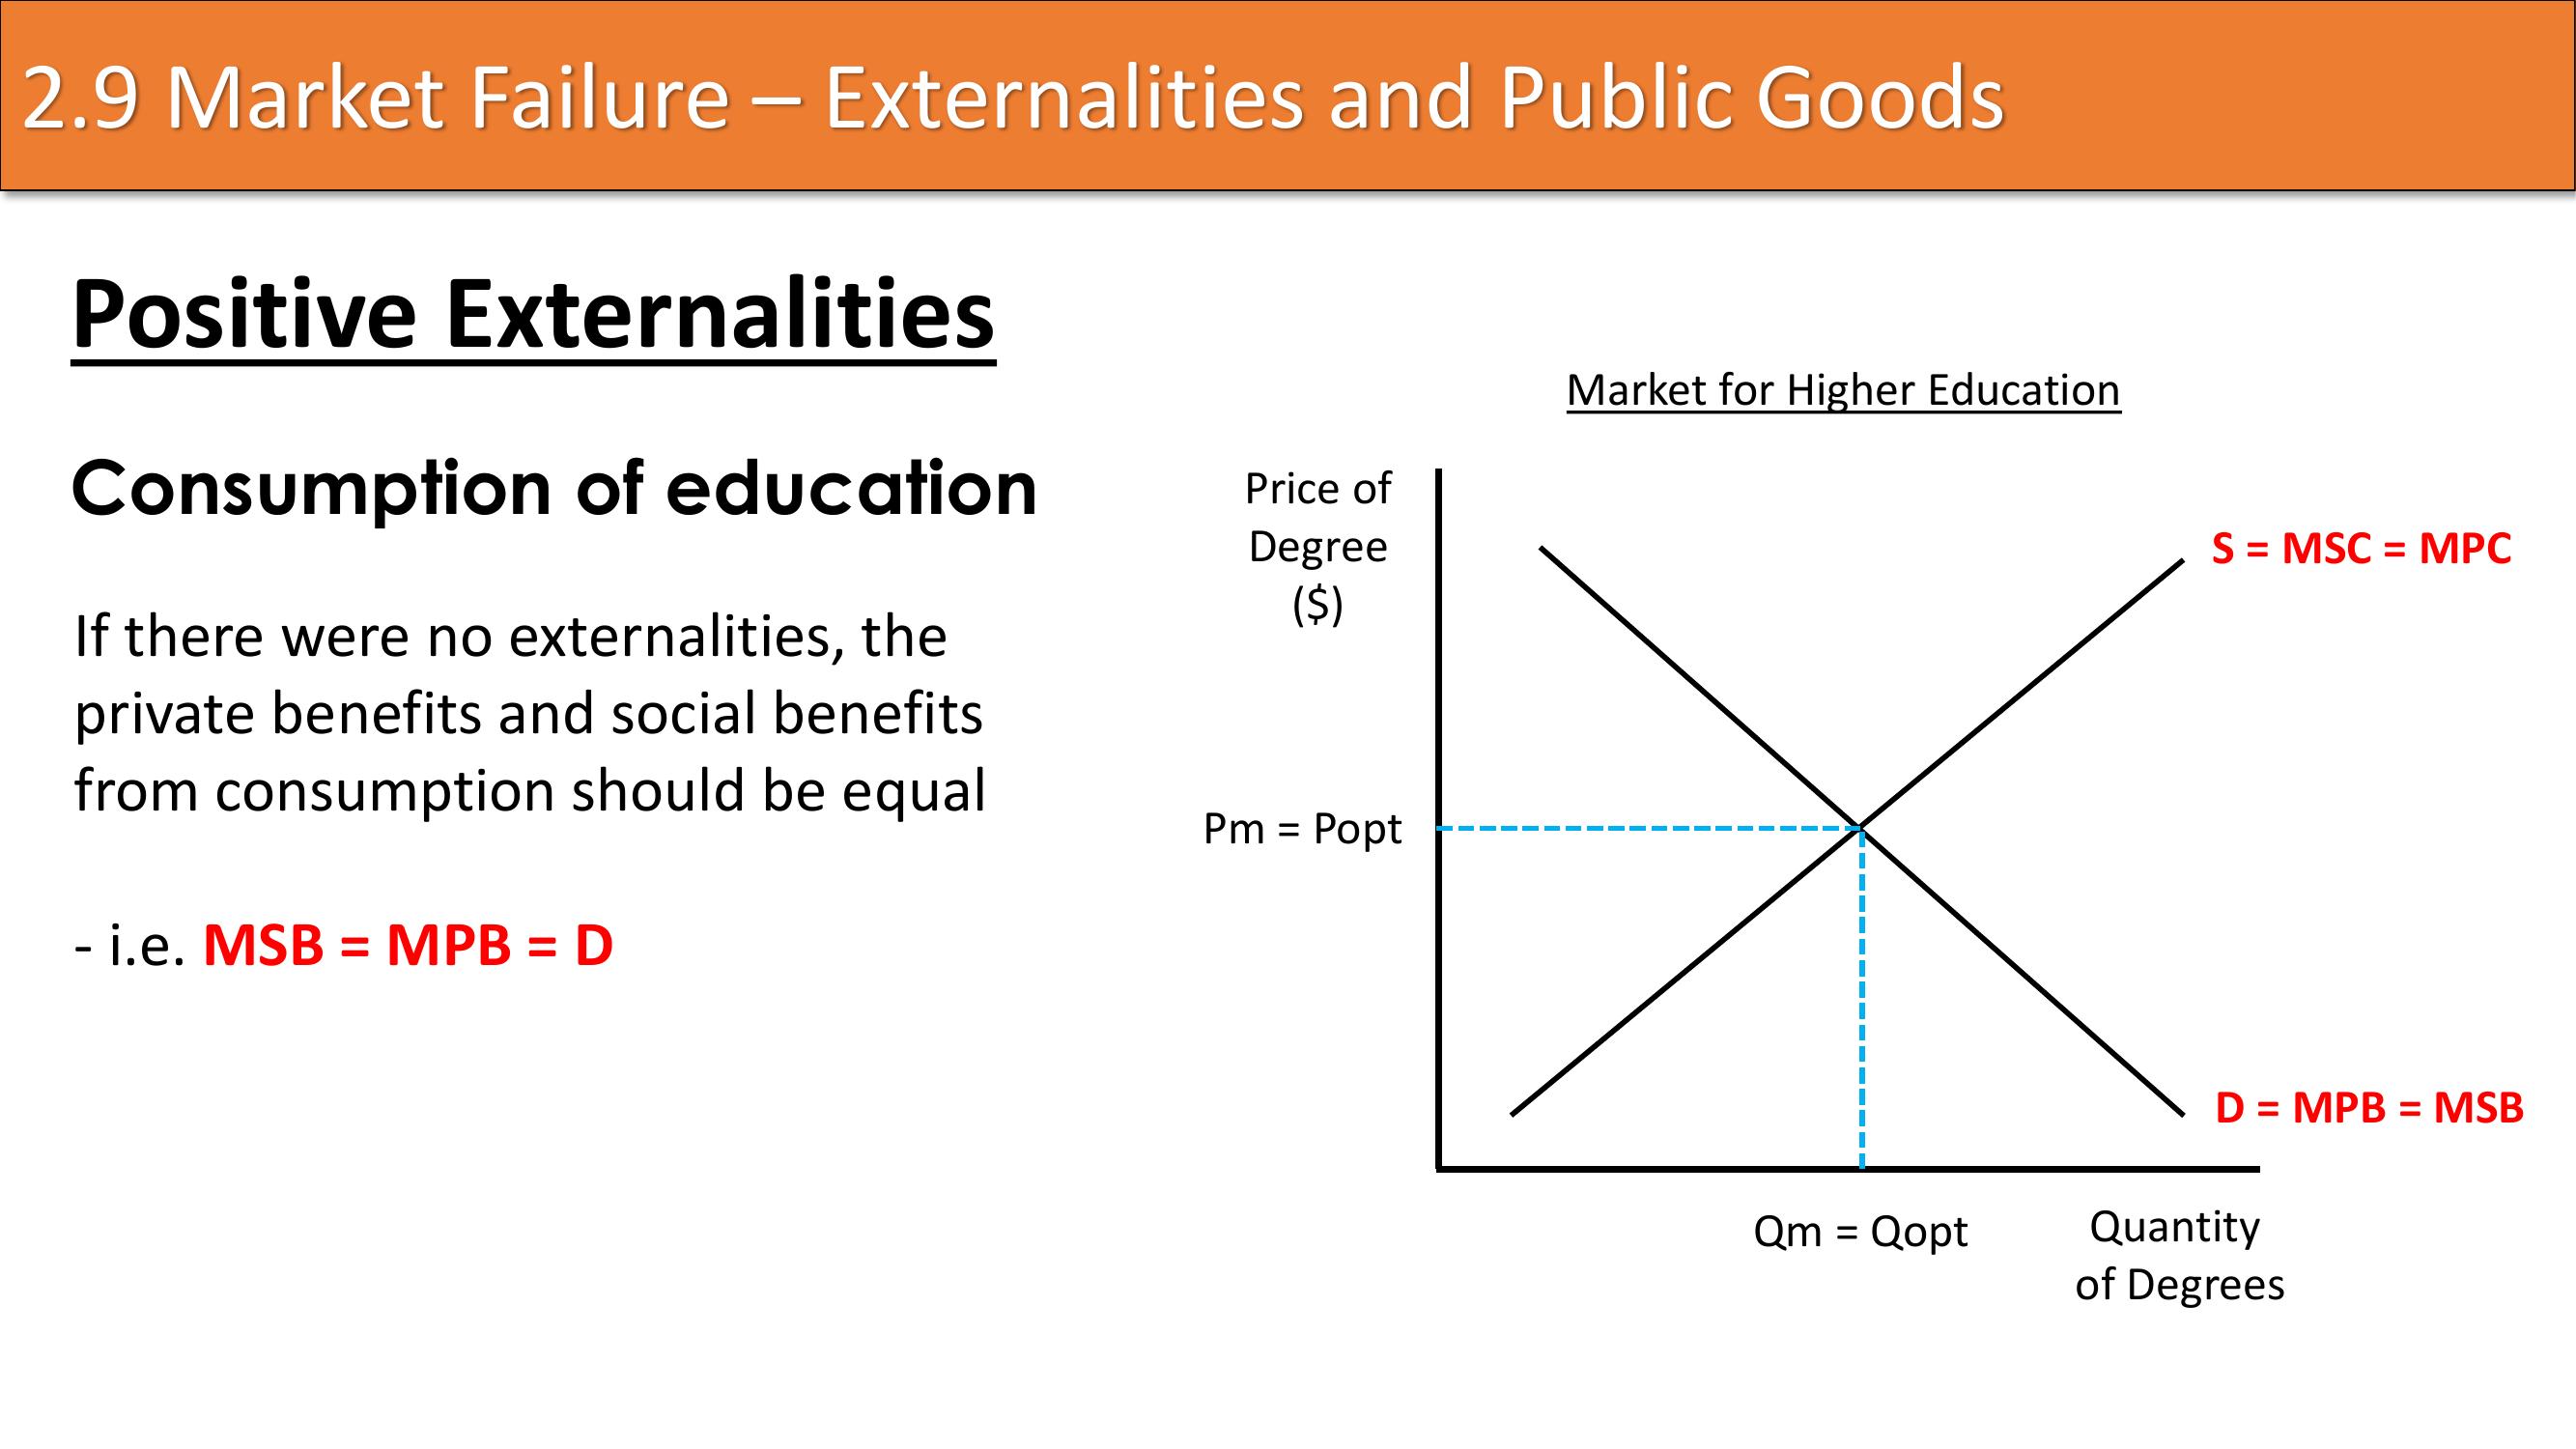 2.9 Market Failure – Externalities and Public Goods
Positive Externalities
Consumption of education
If there were no externalities, the
private benefits and social benefits
from consumption should be equal
- i.e. MSB = MPB = D
Market for Higher Education
Price of
Degree
($)
S = MSC = MPC
Pm = Popt
D = MPB = MSB
Qm = Qopt
Quantity
of Degrees